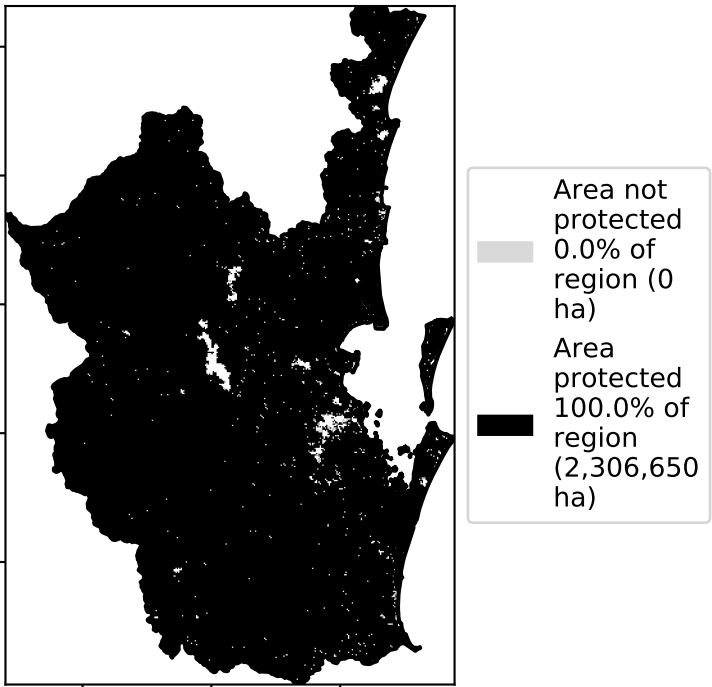 Area not
protected
0.0% of
region (0
ha)
Area
protected
100.0% of
region
(2,306,650
ha)